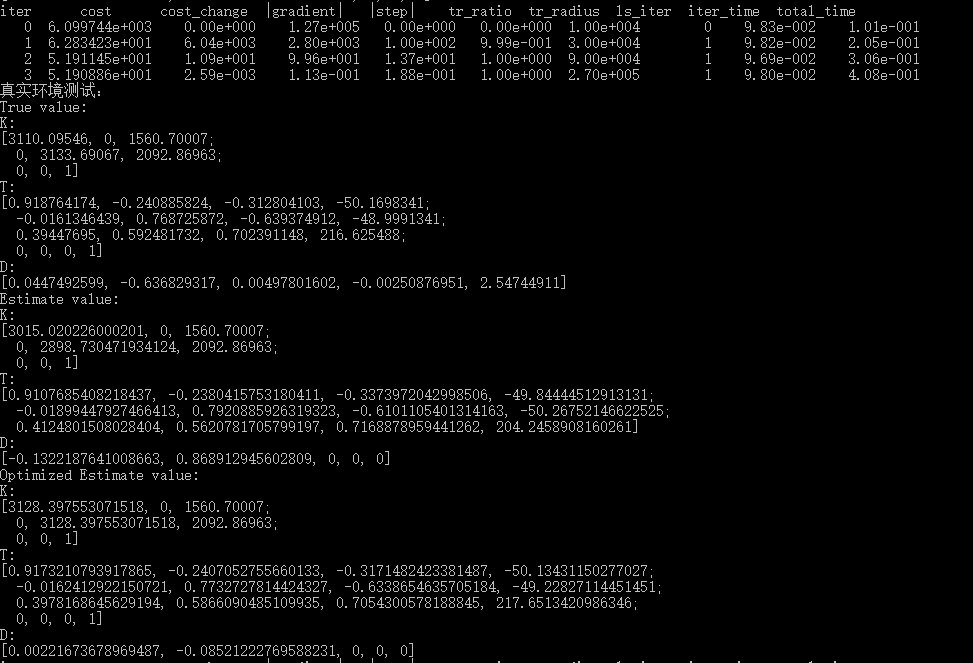 iter cost cost_change |gradient| |step| tr_ratio tr_radius ls_iter iter_time total_time
0 6.099744e+003 0.00e+000 1.27e+005 0.00e+000 0.00e+000 1.00e+004 0 9.83e-002 1.01e-001
1 6.283423e+001 6.04e+003 2.80e+003 1.00e+002 9.99e-001 3.00e+004 1 9.82e-002 2.05e-001
2 5.191145e+001 1.09e+001 9.96e+001 1.37e+001 1.00e+000 9.00e+004 1 9.69e-002 3.06e-001
3 5.190886e+001 2.59e-003 1.13e-001 1.88e-001 1.00e+000 2.70e+005 1 9.80e-002 4.08e-001
真实环境测试:
True value:
K:
[3110.09546, 0, 1560.70007;
0, 3133.69067, 2092.86963;
0, 0, 1]
T:
[0.918764174, -0.240885824, -0.312804103, -50.1698341;
-0.0161346439, 0.768725872, -0.639374912, -48.9991341;
0.39447695, 0.592481732, 0.702391148, 216.625488;
0, 0, 0, 1]
D:
[0.0447492599, -0.636829317, 0.00497801602, -0.00250876951, 2.54744911]
Estimate value:
K:
[3015.020226000201, 0, 1560.70007;
0, 2898.730471934124, 2092.86963;
0, 0, 1]
T:
[0.9107685408218437, -0.2380415753180411, -0.3373972042998506, -49.84444512913131;
-0.01899447927466413, 0.7920885926319323, -0.6101105401314163, -50.26752146622525;
0.4124801508028404, 0.5620781705799197, 0.7168878959441262, 204.2458908160261]
D:
[-0.1322187641008663, 0.868912945602809, 0, 0, 0]
Optimized Estimate value:
K:
[3128.397553071518, 0, 1560.70007;
0, 3128.397553071518, 2092.86963;
0, 0, 1]
T:
[0.9173210793917865, -0.2407052755660133, -0.3171482423381487, -50.13431150277027;
-0.0162412922150721, 0.7732727814424327, -0.6338654635705184, -49.22827114451451;
0.3978168645629194, 0.5866090485109935, 0.7054300578188845, 217.6513420986346;
0, 0, 0, 1]
D:
[0.00221673678969487, -0.08521222769588231, 0, 0, 0]